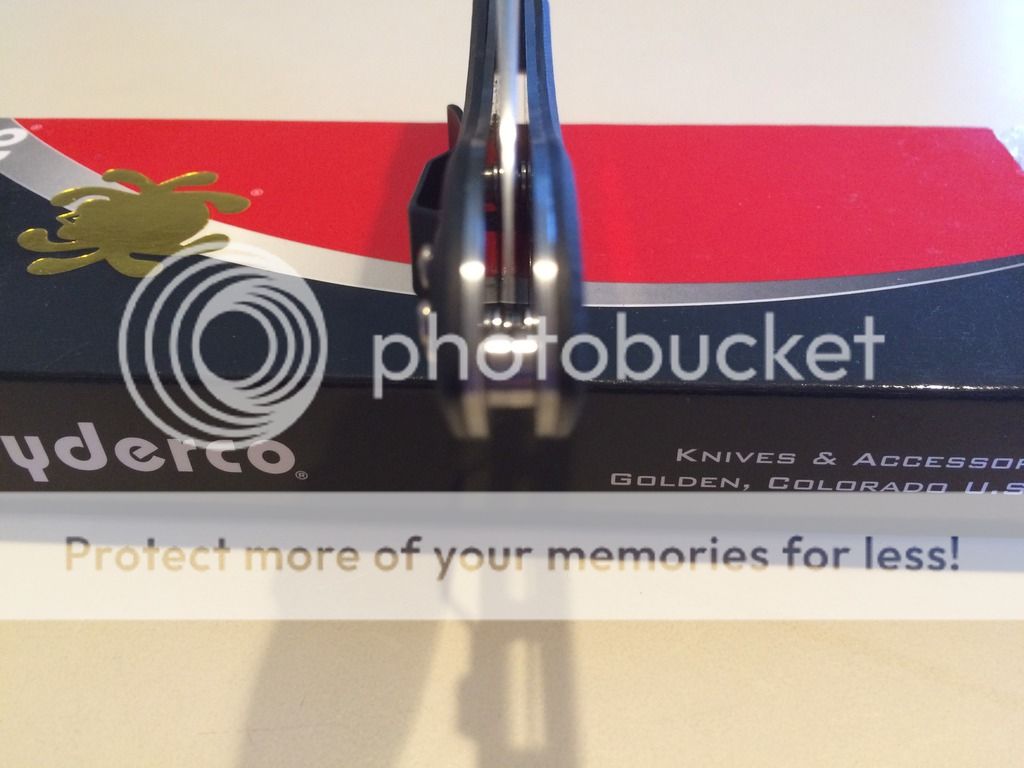 ®
®
photobucket
yderco®
KNIVES & ACCESSOR
GOLDEN, COLORADO U.S
Protect more of your memories for less!